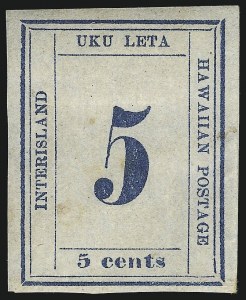 UKU LETA
INTERISLAND
HAWAIIAN POSTAGE
5
5 cents